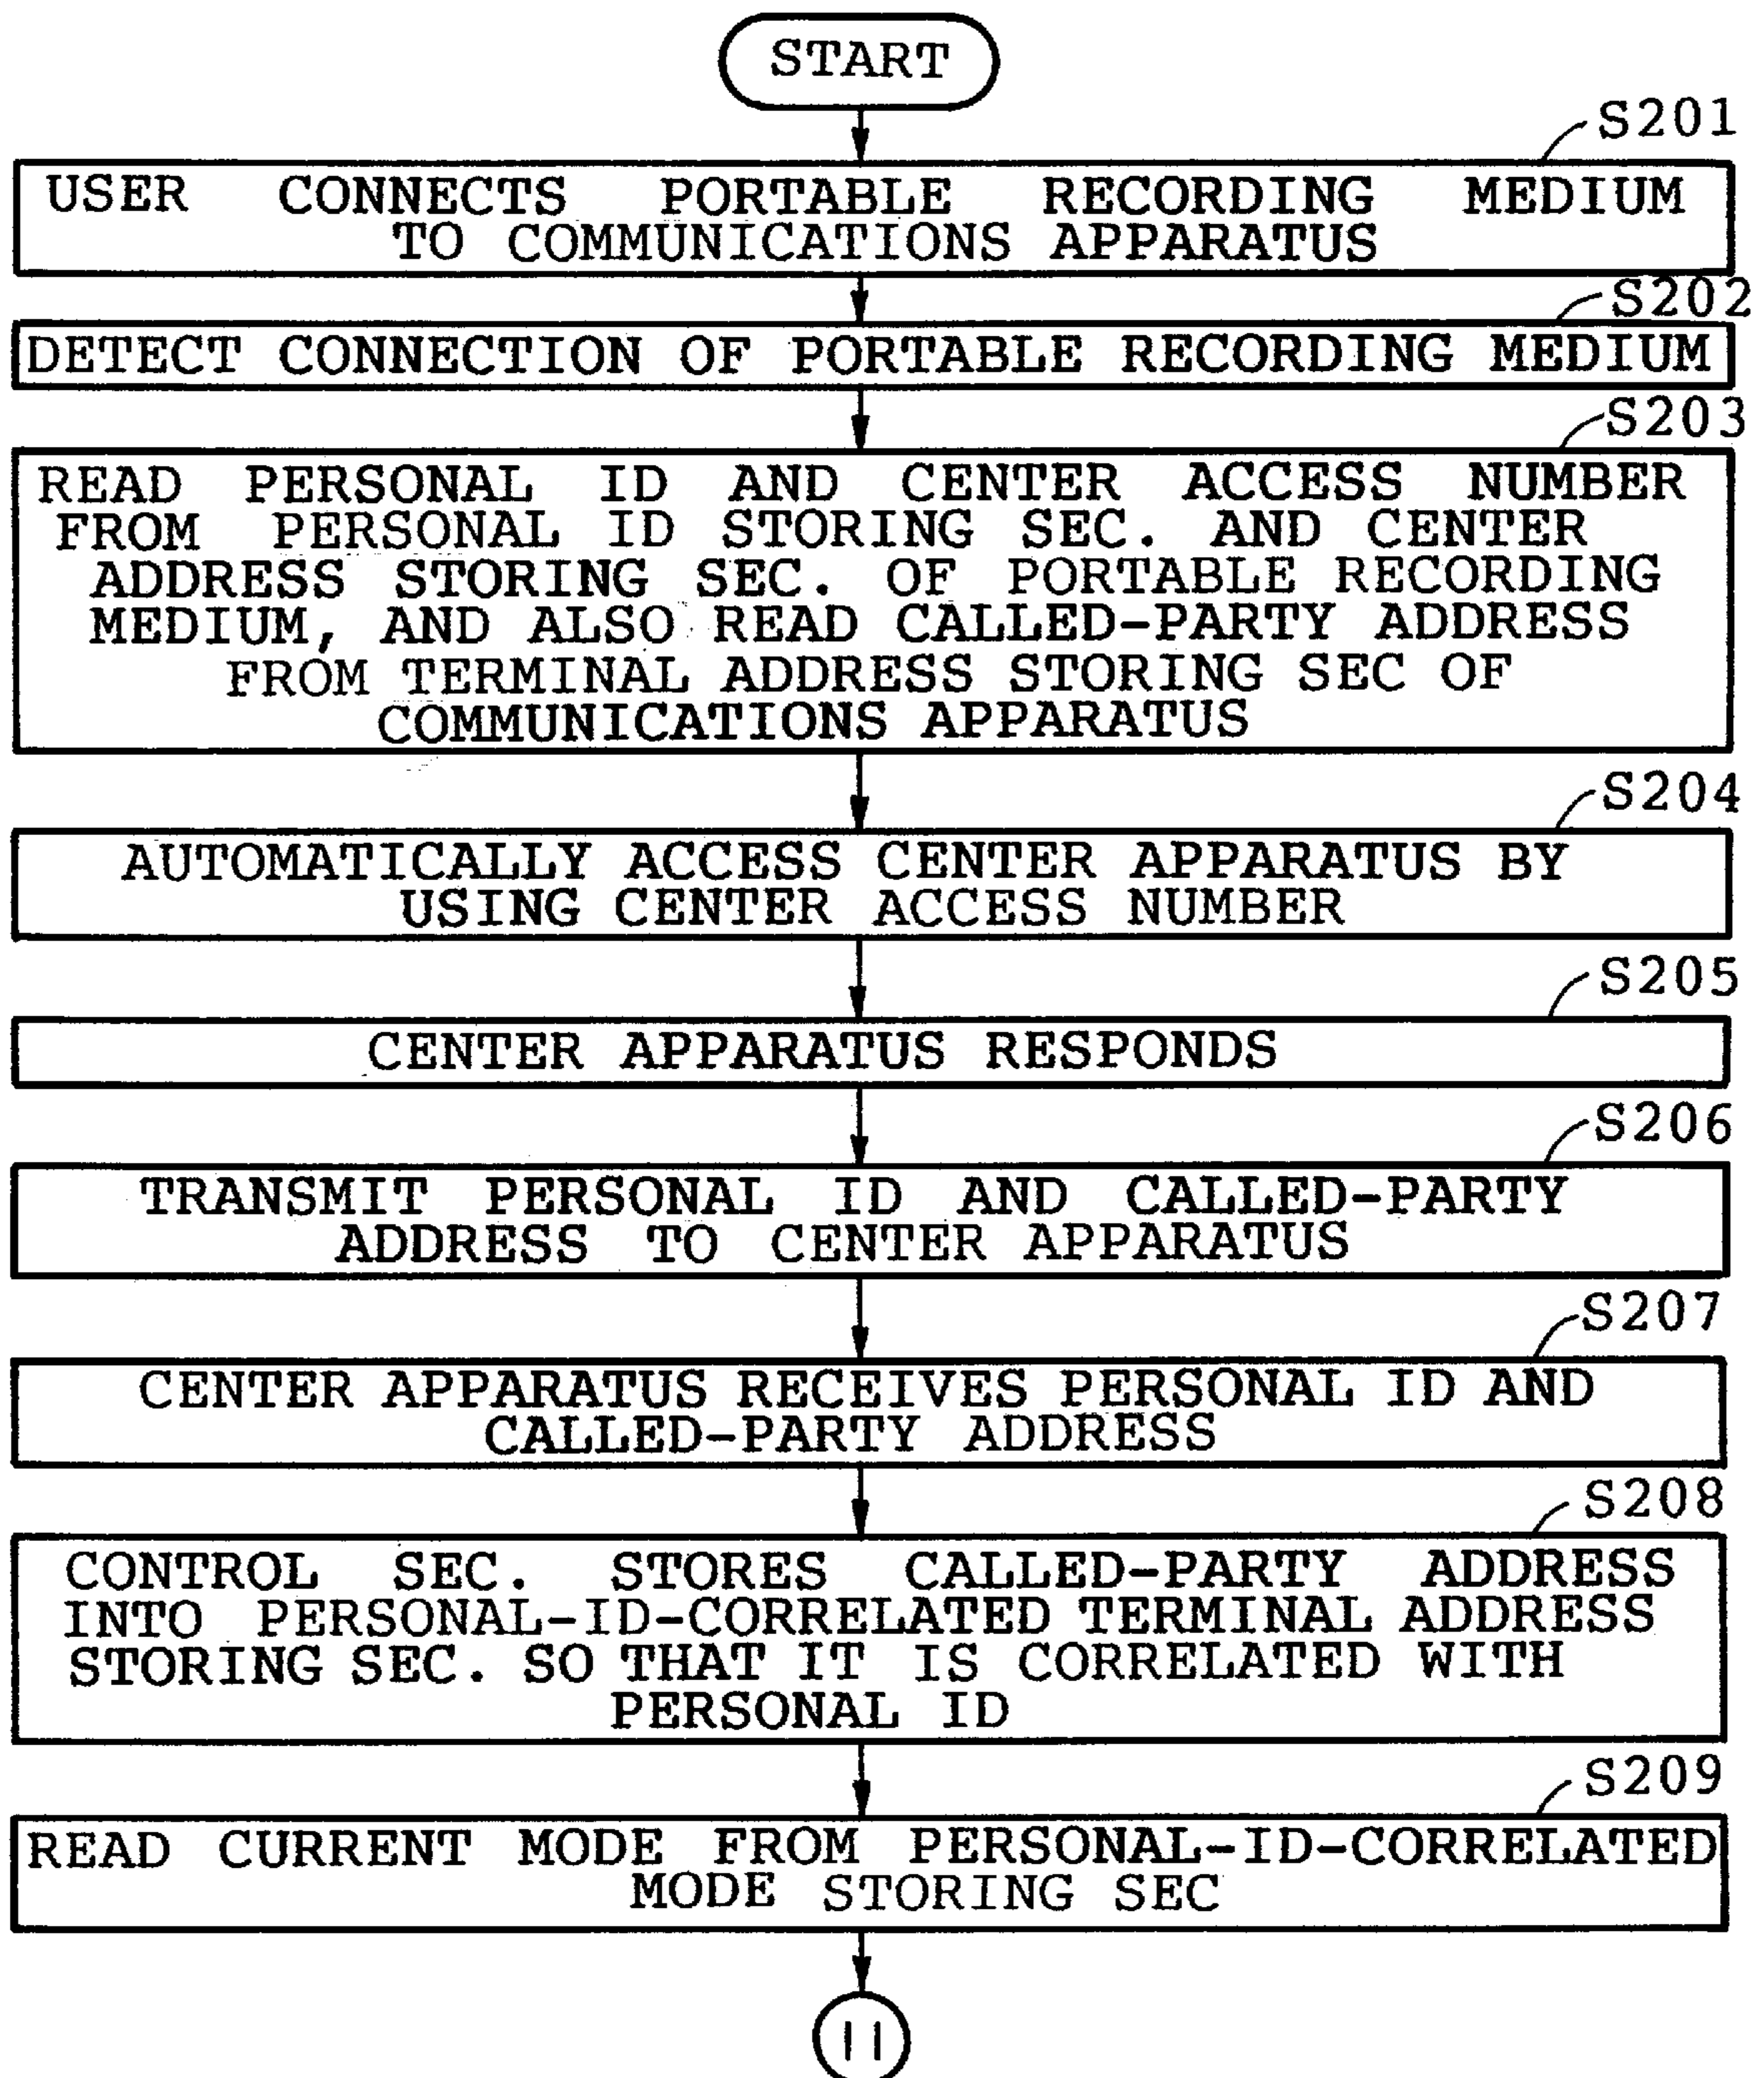 START
S201
USER CONNECTS PORTABLE RECORDING MEDIUM
TO COMMUNICATIONS APPARATUS
S202
DETECT CONNECTION OF PORTABLE RECORDING MEDIUM
S203
READ PERSONAL ID AND CENTER ACCESS NUMBER
FROM PERSONAL ID STORING SEC. AND CENTER
ADDRESS STORING SEC. OF PORTABLE RECORDING
MEDIUM, AND ALSO READ CALLED-PARTY ADDRESS
FROM TERMINAL ADDRESS STORING SEC OF
COMMUNICATIONS APPARATUS
S204
AUTOMATICALLY ACCESS CENTER APPARATUS BY
USING CENTER ACCESS NUMBER
S205
CENTER APPARATUS RESPONDS
S206
TRANSMIT PERSONAL ID AND CALLED-PARTY
ADDRESS TO CENTER APPARATUS
S207
CENTER APPARATUS RECEIVES PERSONAL ID AND
CALLED-PARTY ADDRESS
S208
CONTROL SEC. STORES CALLED-PARTY ADDRESS
INTO PERSONAL-ID-CORRELATED TERMINAL ADDRESS
STORING SEC. SO THAT IT IS CORRELATED WITH
PERSONAL ID
S209
READ CURRENT MODE FROM PERSONAL-ID-CORRELATED
MODE STORING SEC
11